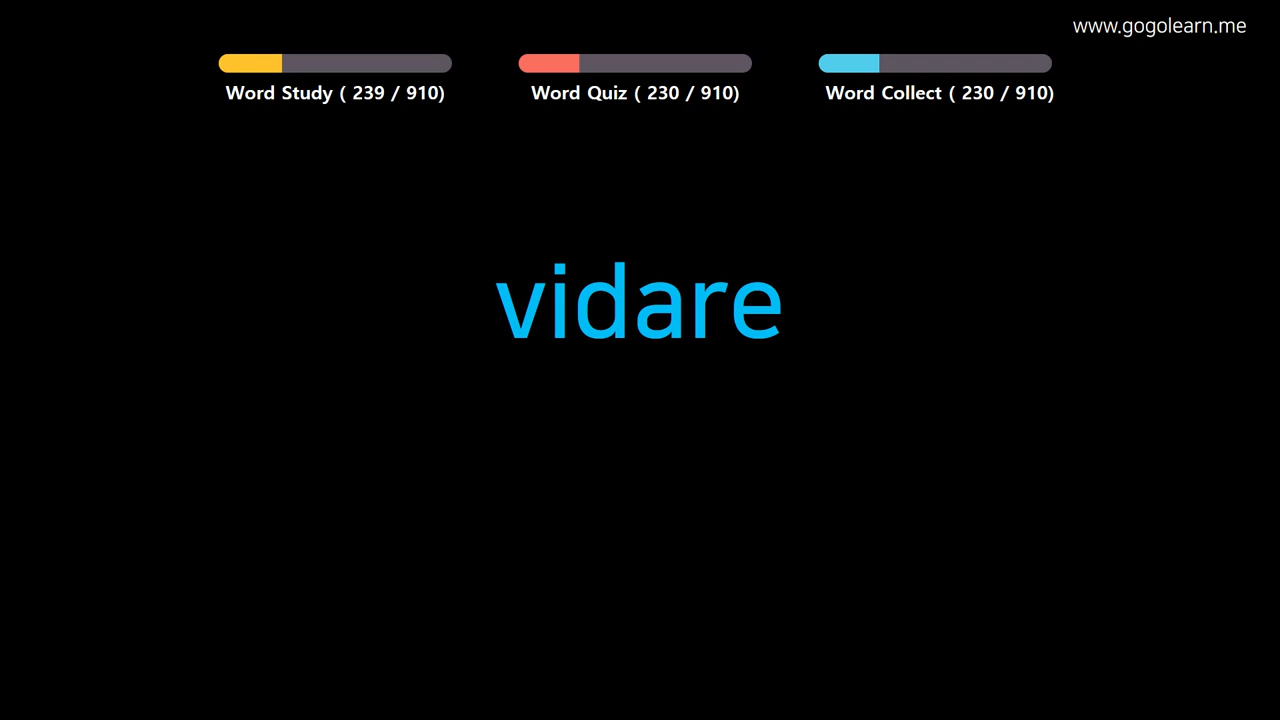 www.gogolearn.me
Word Study ( 239 / 910)
Word Quiz ( 230 / 910)
Word Collect ( 230 / 910)
vidare